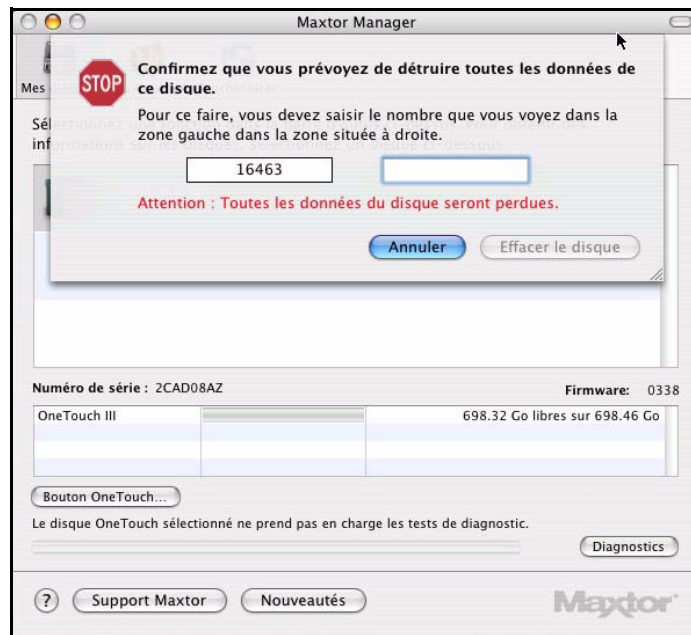 Maxtor Manager
Mes
Confirmez que vous prévoyez de détruire toutes les données de
ce disque.
STOP
Pour ce faire, vous devez saisir le nombre que vous voyez dans la
zone gauche dans la zone située à droite.
16463
Attention : Toutes les données du disque seront perdues.
Annuler
Effacer le disque
Numéro de série : 2CAD08AZ
Firmware: 0338
OneTouch III
698.32 Go libres sur 698.46 Go
Bouton OneTouch...
Le disque OneTouch sélectionné ne prend pas en charge les tests de diagnostic.
Diagnostics
?
Support Maxtor
Nouveautés
Maxtor